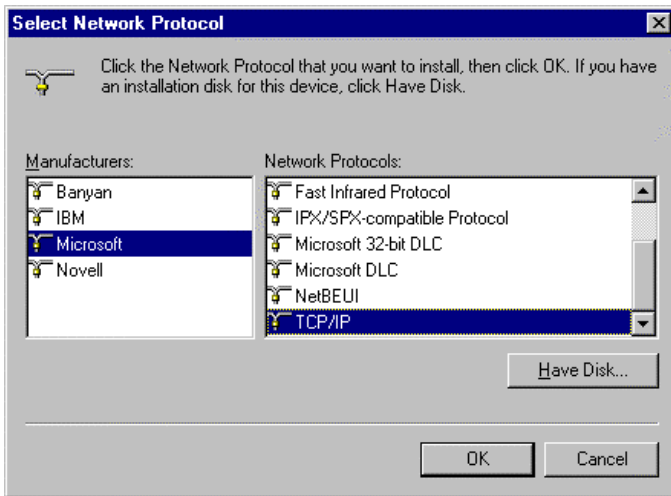 Select Network Protocol
Click the Network Protocol that you want to install, then click OK. If you have
an installation disk for this device, click Have Disk.
Manufacturers:
Banyan
IBM
Microsoft
Novell
Network Protocols:
Fast Infrared Protocol
IPX/SPX-compatible Protocol
Microsoft 32-bit DLC
Microsoft DLC
NetBEUI
TCP/IP
Have Disk...
OK
Cancel